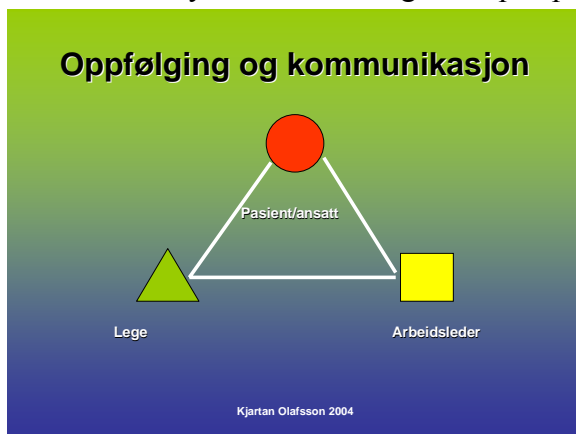 Oppfølging og kommunikasjon
Pasient/ansatt
Lege
Arbeidsleder
Kjartan Olafsson 2004